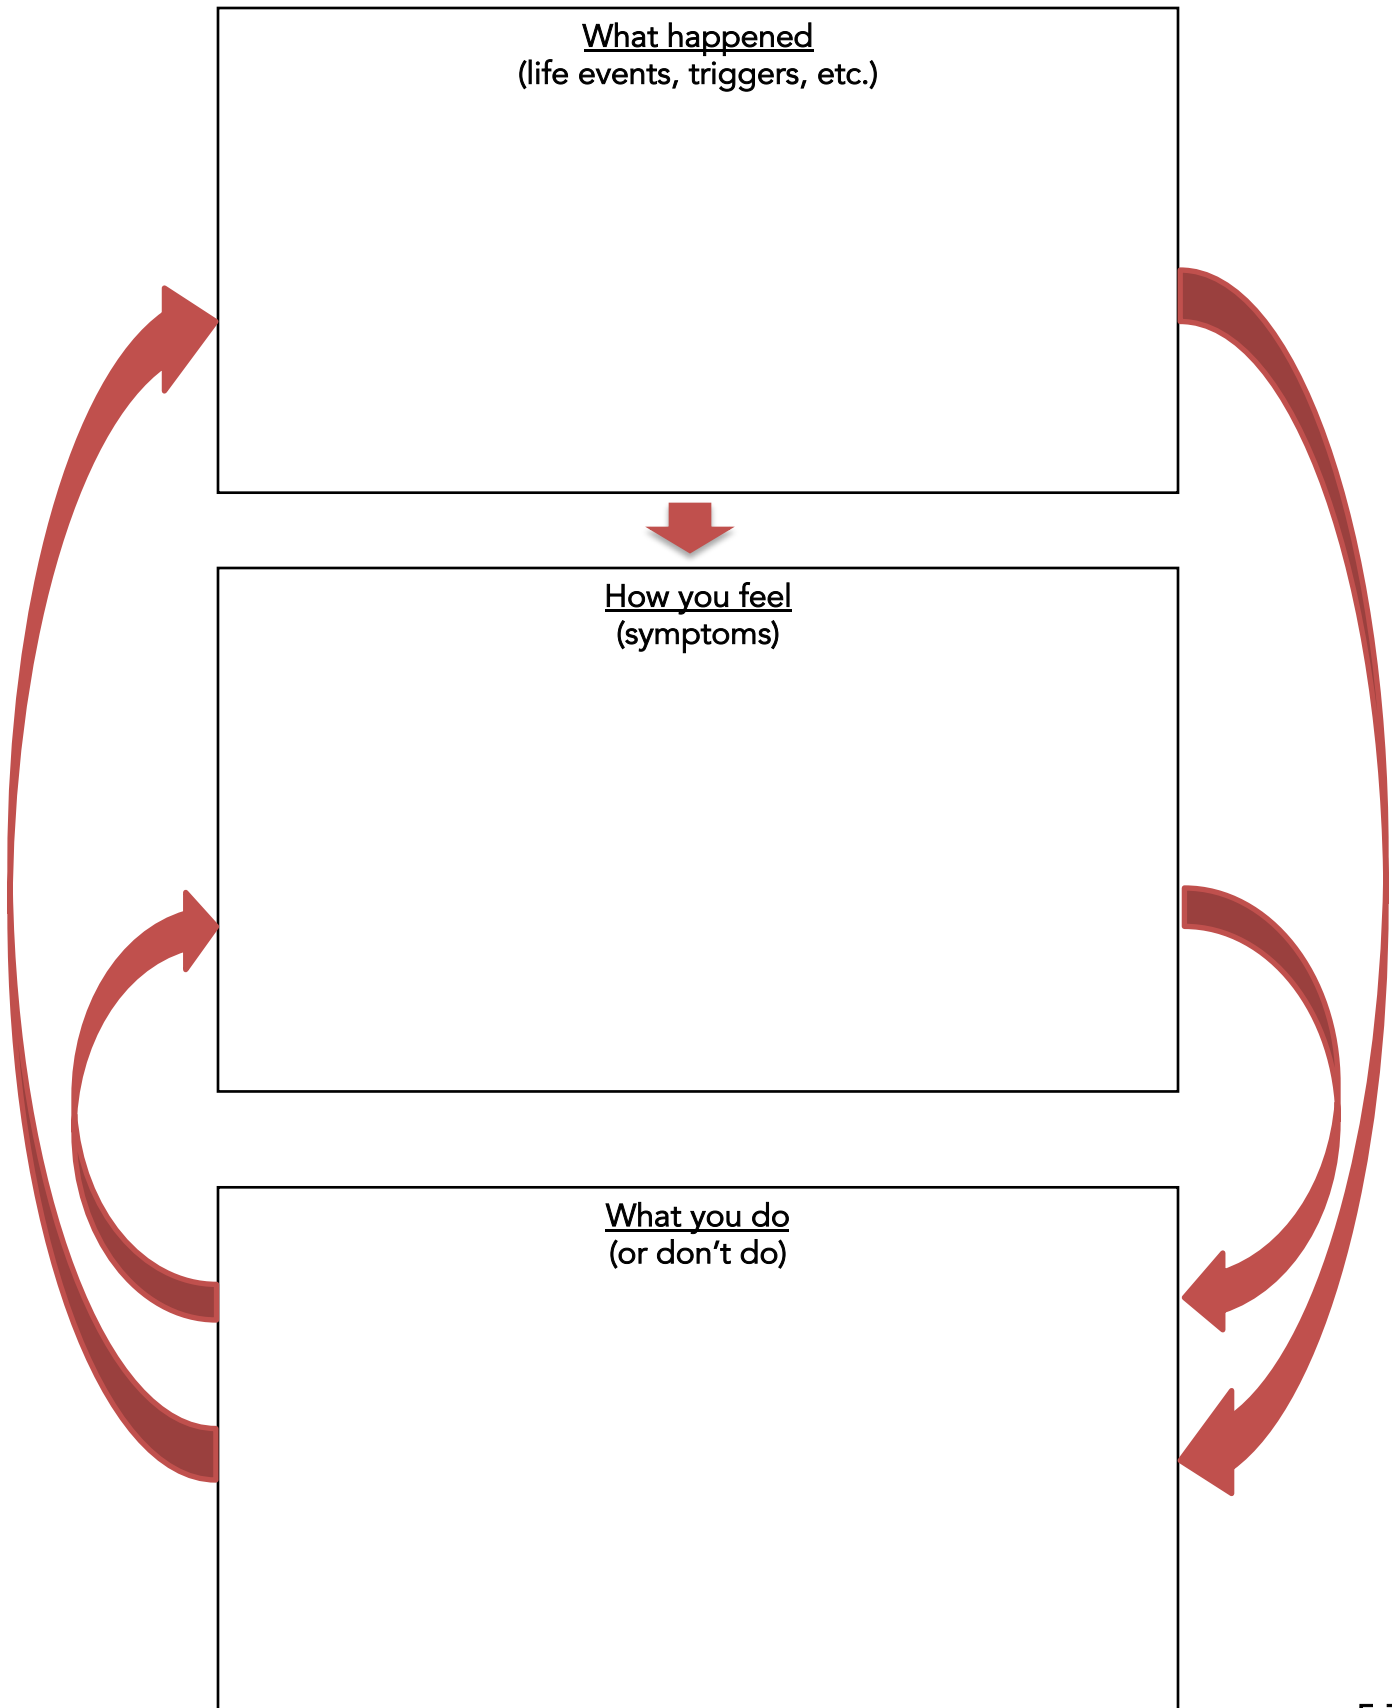 What happened
(life events, triggers, etc.)
How you feel
(symptoms)
What you do
(or don't do)